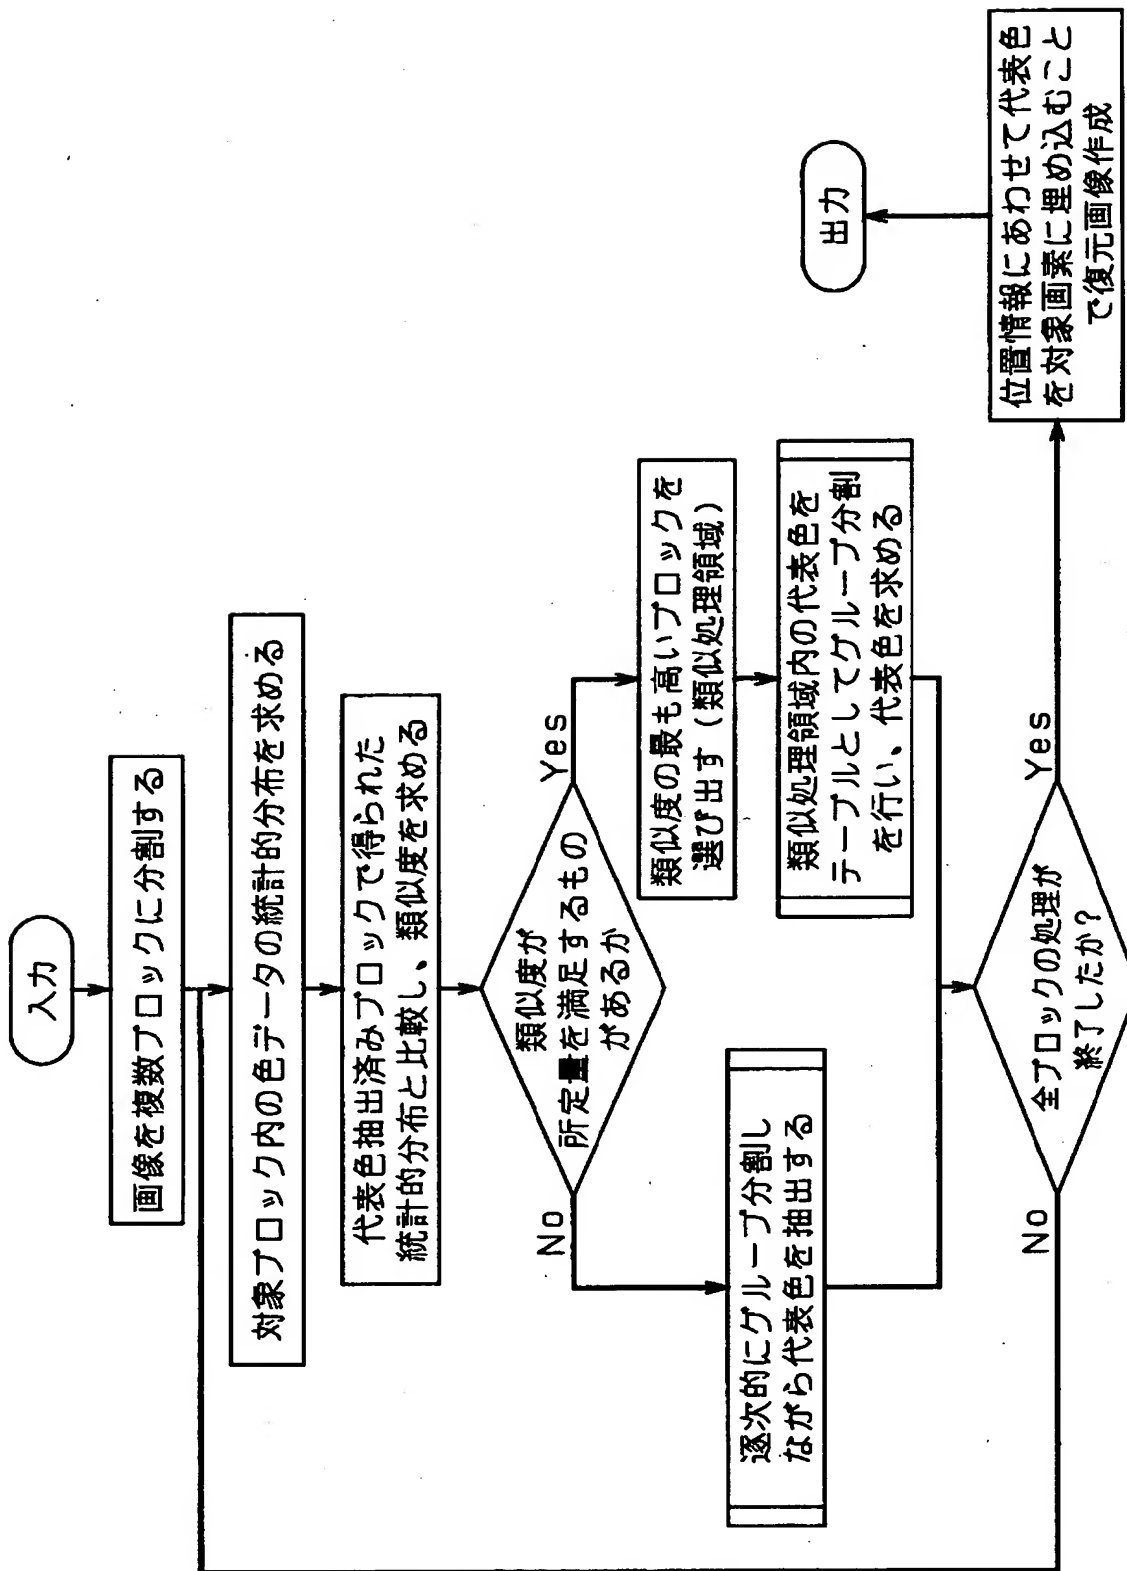 入力
画像を複数ブロックに分割する
対象ブロック内の色データの統計的分布を求める
代表色抽出済みブロックで得られた
統計的分布と比較し、類似度を求める
類似度が
所定量を満足するもの
があるか
Yes
No
類似度の最も高いブロックを
選び出す（類似処理領域）
類似処理領域内の代表色を
テーブルとしてグループ分割
を行い、代表色を求める
逐次的にグループ分割し
ながら代表色を抽出する
全ブロックの処理が
終了したか？
Yes
No
位置情報にあわせて代表色
を対象画素に埋め込むこと
で復元画像作成
出力